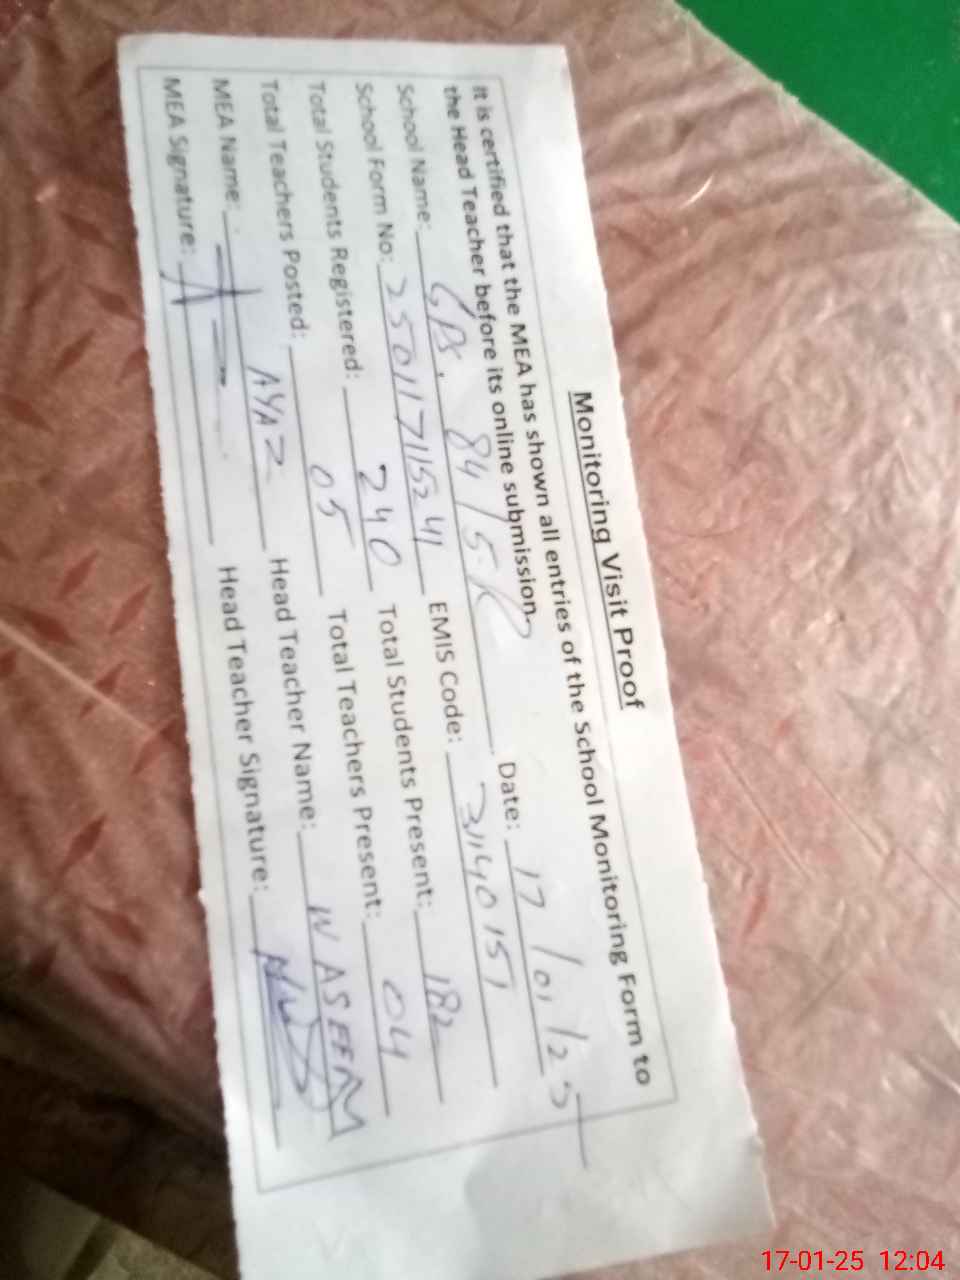 Monitoring Visit Proof
It is certified that the MEA has shown all entries of the School Monitoring Form to
the Head Teacher before its online submission.
School Name: GPS. 84/5-R Date: 17/01/25
School Form No: 250117115241 EMIS Code: 31140151
Total Students Registered: 240 Total Students Present: 182
Total Teachers Posted: 05 Total Teachers Present: 04
MEA Name: AYAZ Head Teacher Name: WASEEM
MEA Signature: Head Teacher Signature:
17-01-25 12:04